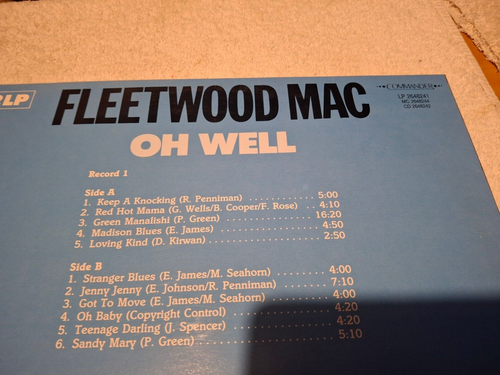 2LP
FLEETWOOD MAC
COMMANDER
LP 2648241
MC 2648244
CD 2648242
OH WELL
Record 1
Side A
1. Keep A Knocking (R. Penniman) ............. 5:00
2. Red Hot Mama (G. Wells/B. Cooper/F. Rose) .. 4:10
3. Green Manalishi (P. Green) ............... 16:20
4. Madison Blues (E. James) ................. 4:50
5. Loving Kind (D. Kirwan) .................. 2:50
Side B
1. Stranger Blues (E. James/M. Seahorn) ........ 4:00
2. Jenny Jenny (E. Johnson/R. Penniman) ....... 7:10
3. Got To Move (E. James/M. Seahorn) .......... 4:00
4. Oh Baby (Copyright Control) ............... 4:20
5. Teenage Darling (J. Spencer) ............... 4:20
6. Sandy Mary (P. Green) .................... 5:10